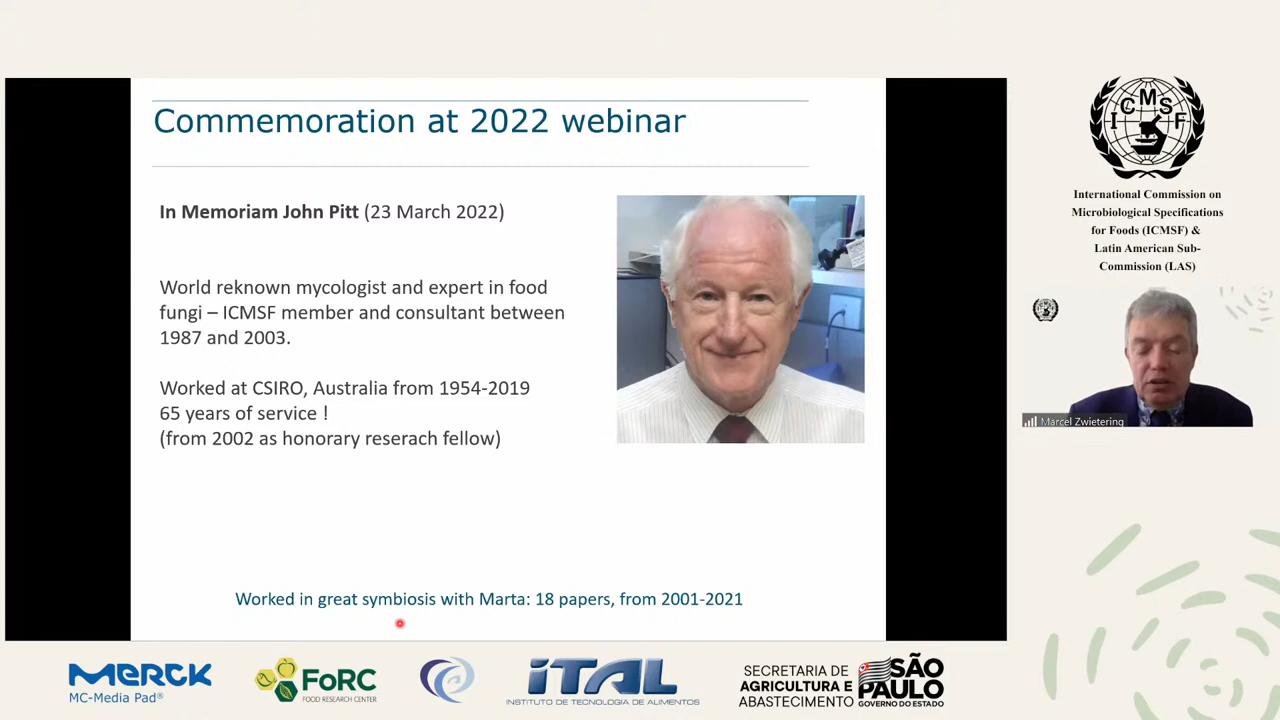 Commemoration at 2022 webinar
In Memoriam John Pitt (23 March 2022)
World reknown mycologist and expert in food
fungi – ICMSF member and consultant between
1987 and 2003.
Worked at CSIRO, Australia from 1954-2019
65 years of service !
(from 2002 as honorary reserach fellow)
Worked in great symbiosis with Marta: 18 papers, from 2001-2021
ICMSF
International Commission on
Microbiological Specifications
for Foods (ICMSF) &
Latin American Sub-
Commission (LAS)
Marcel Zwietering
MERCK
MC-Media Pad®
FoRC
FOOD RESEARCH CENTER
iTAL
INSTITUTO DE TECNOLOGIA DE ALIMENTOS
SECRETARIA DE
AGRICULTURA E
ABASTECIMENTO
SÃO
PAULO
GOVERNO DO ESTADO